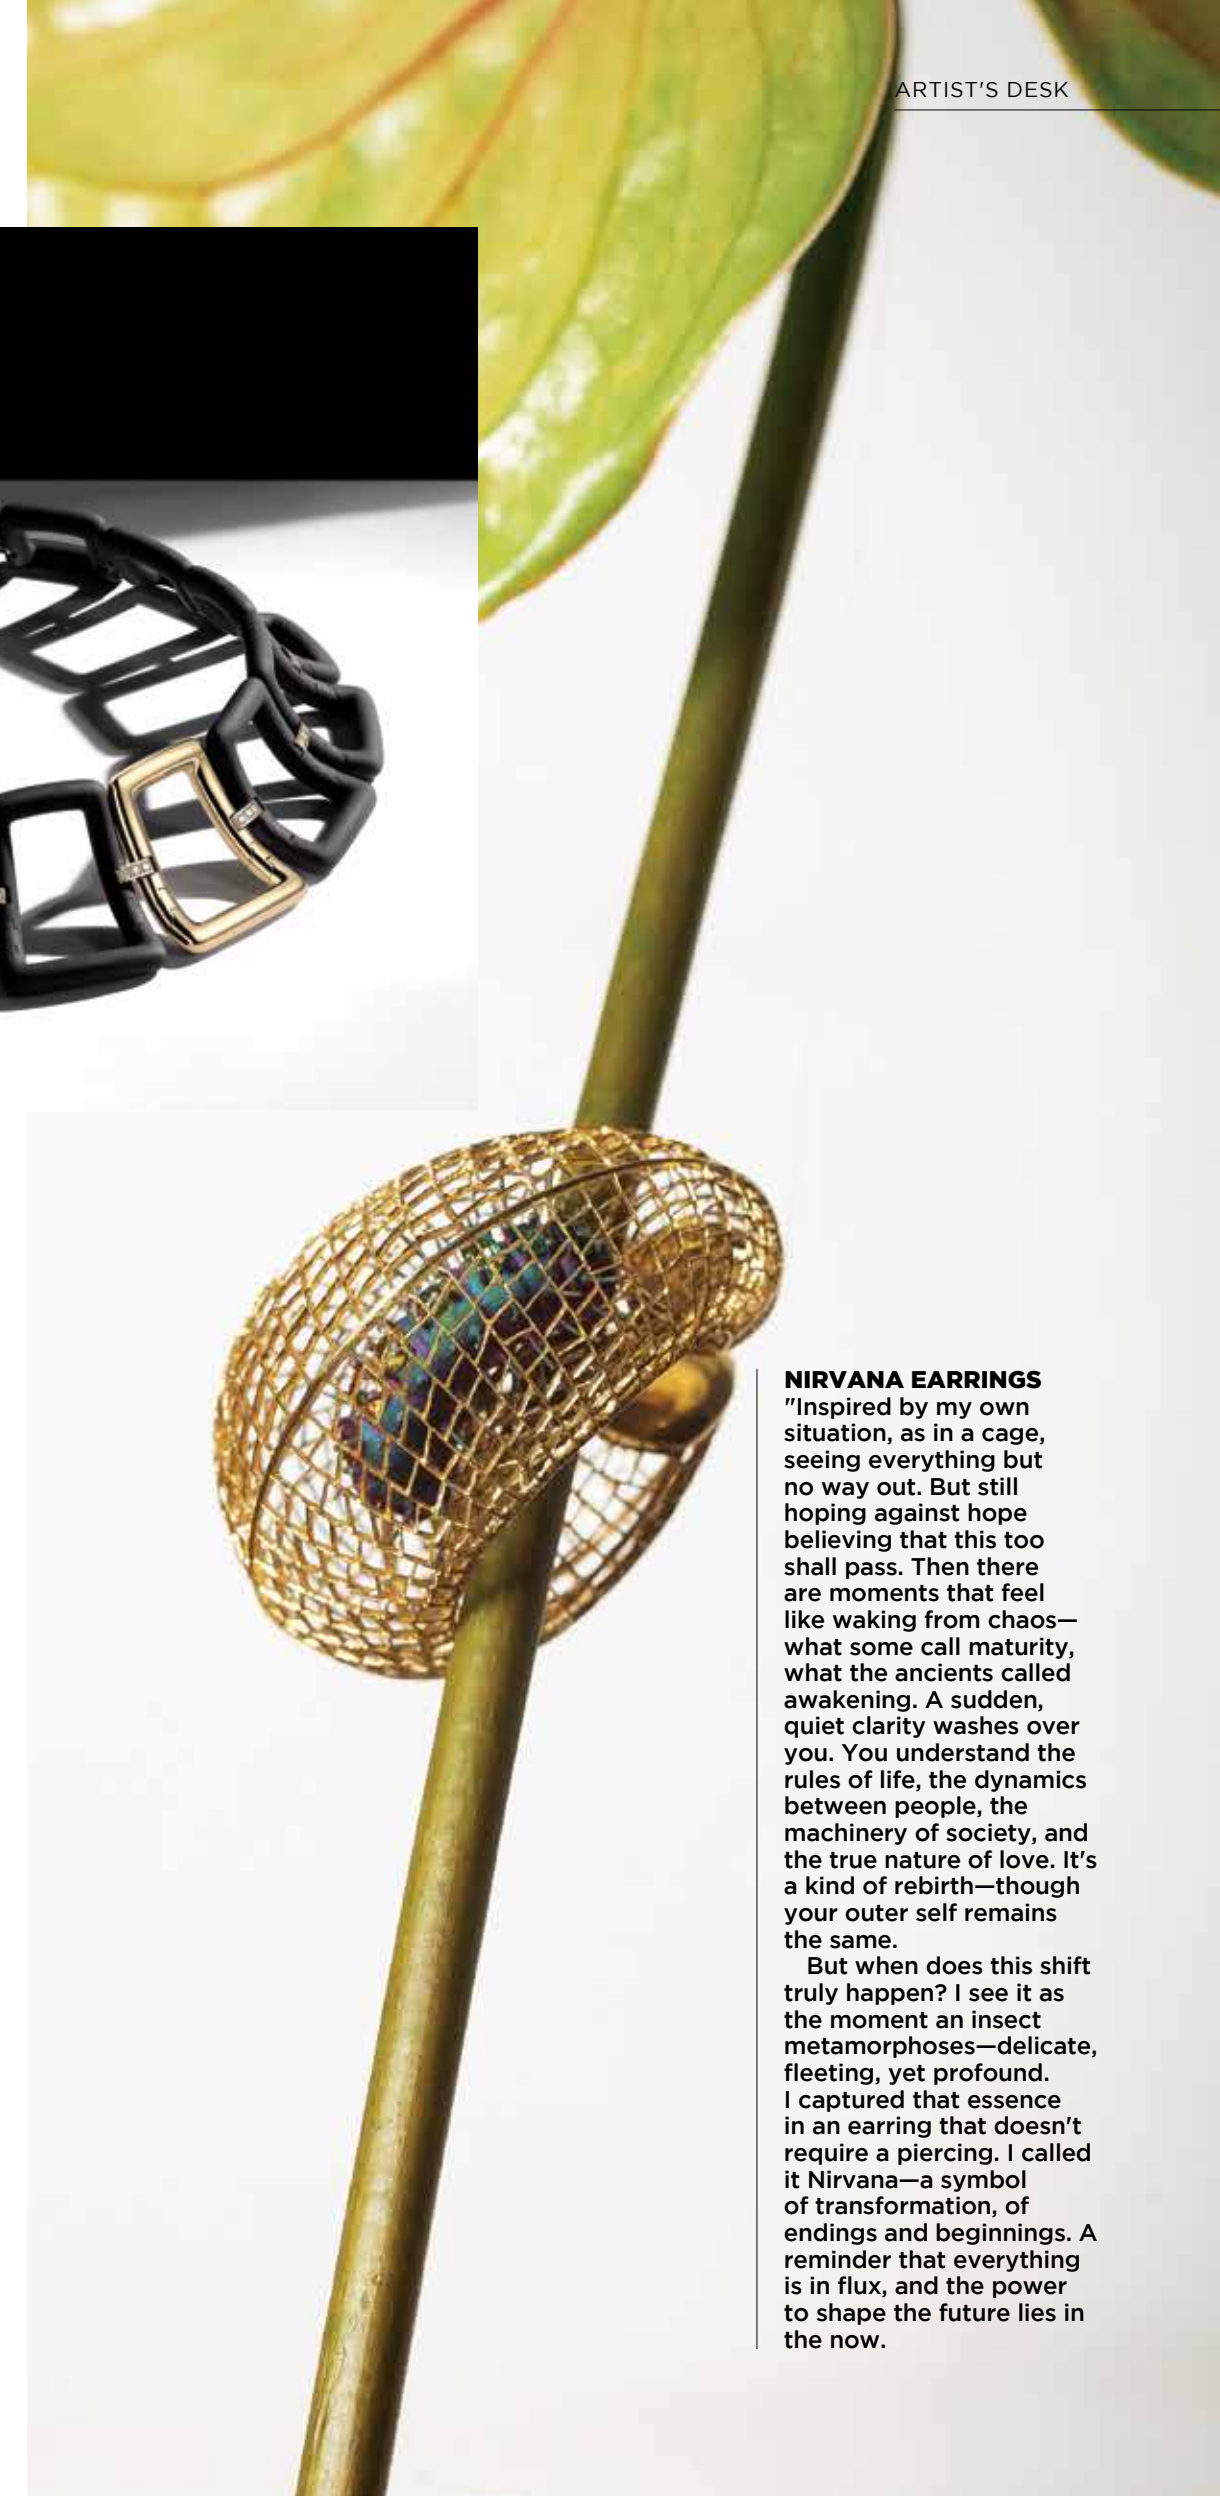 ARTIST'S DESK
NIRVANA EARRINGS
"Inspired by my own
situation, as in a cage,
seeing everything but
no way out. But still
hoping against hope
believing that this too
shall pass. Then there
are moments that feel
like waking from chaos—
what some call maturity,
what the ancients called
awakening. A sudden,
quiet clarity washes over
you. You understand the
rules of life, the dynamics
between people, the
machinery of society, and
the true nature of love. It's
a kind of rebirth—though
your outer self remains
the same.
But when does this shift
truly happen? I see it as
the moment an insect
metamorphoses—delicate,
fleeting, yet profound.
I captured that essence
in an earring that doesn't
require a piercing. I called
it Nirvana—a symbol
of transformation, of
endings and beginnings. A
reminder that everything
is in flux, and the power
to shape the future lies in
the now.